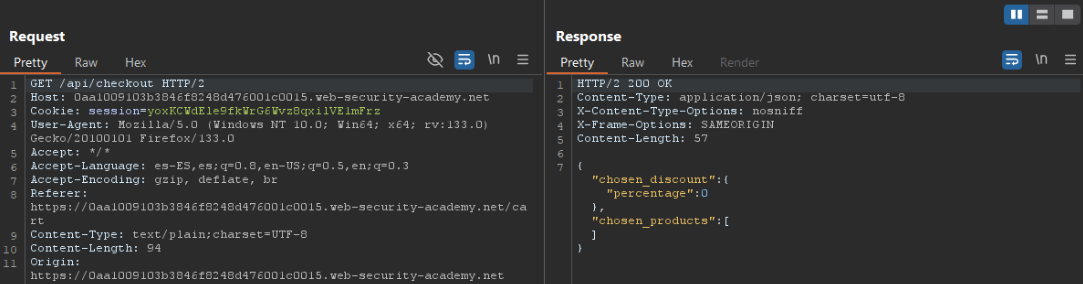 Request
Pretty Raw Hex \n
1 GET /api/checkout HTTP/2
2 Host: 0aa1009103b3846f8248d476001c0015.web-security-academy.net
3 Cookie: session=yoxKCWdEle9fkWrG6Wvz8qxilVE1mFrz
4 User-Agent: Mozilla/5.0 (Windows NT 10.0; Win64; x64; rv:133.0)
Gecko/20100101 Firefox/133.0
5 Accept: */*
6 Accept-Language: es-ES,es;q=0.8,en-US;q=0.5,en;q=0.3
7 Accept-Encoding: gzip, deflate, br
8 Referer:
https://0aa1009103b3846f8248d476001c0015.web-security-academy.net/ca
rt
9 Content-Type: text/plain;charset=UTF-8
10 Content-Length: 94
11 Origin:
https://0aa1009103b3846f8248d476001c0015.web-security-academy.net
Response
Pretty Raw Hex Render \n
1 HTTP/2 200 OK
2 Content-Type: application/json; charset=utf-8
3 X-Content-Type-Options: nosniff
4 X-Frame-Options: SAMEORIGIN
5 Content-Length: 57
6
7 {
"chosen_discount":{
"percentage":0
},
"chosen_products":[
]
}